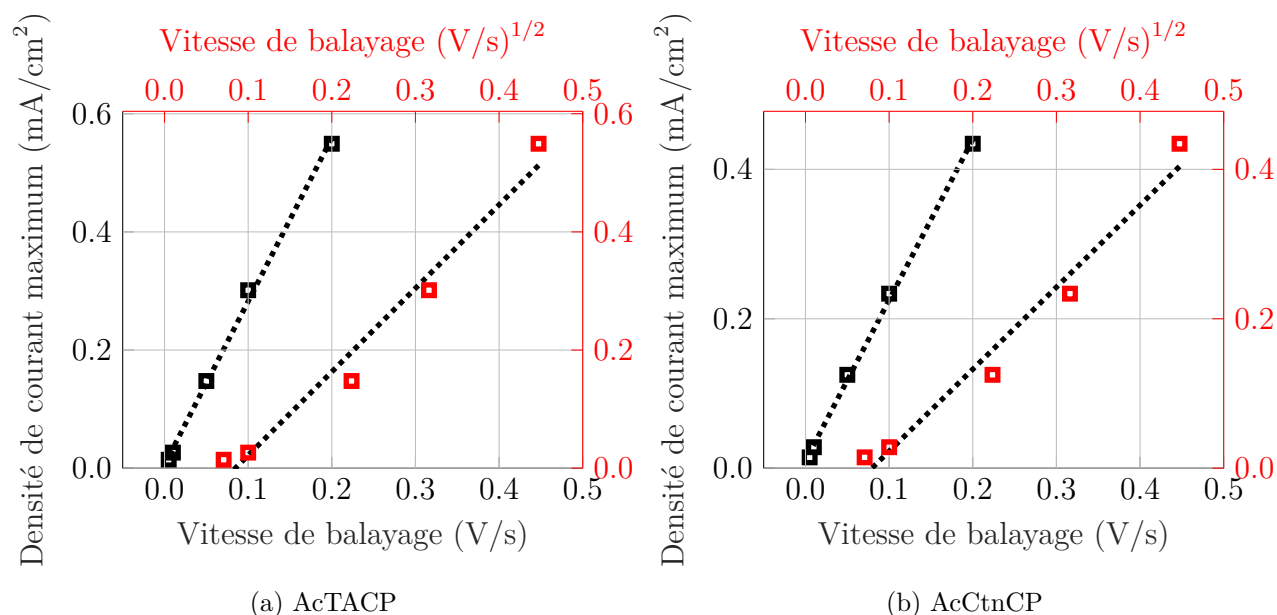 Vitesse de balayage (V/s)^1/2
0.0 0.1 0.2 0.3 0.4 0.5
Densité de courant maximum (mA/cm²)
0.6 0.6
0.4 0.4
0.2 0.2
0.0 0.0
0.0 0.1 0.2 0.3 0.4 0.5
Vitesse de balayage (V/s)
(a) AcTACP
Vitesse de balayage (V/s)^1/2
0.0 0.1 0.2 0.3 0.4 0.5
Densité de courant maximum (mA/cm²)
0.4 0.4
0.2 0.2
0.0 0.0
0.0 0.1 0.2 0.3 0.4 0.5
Vitesse de balayage (V/s)
(b) AcCtnCP